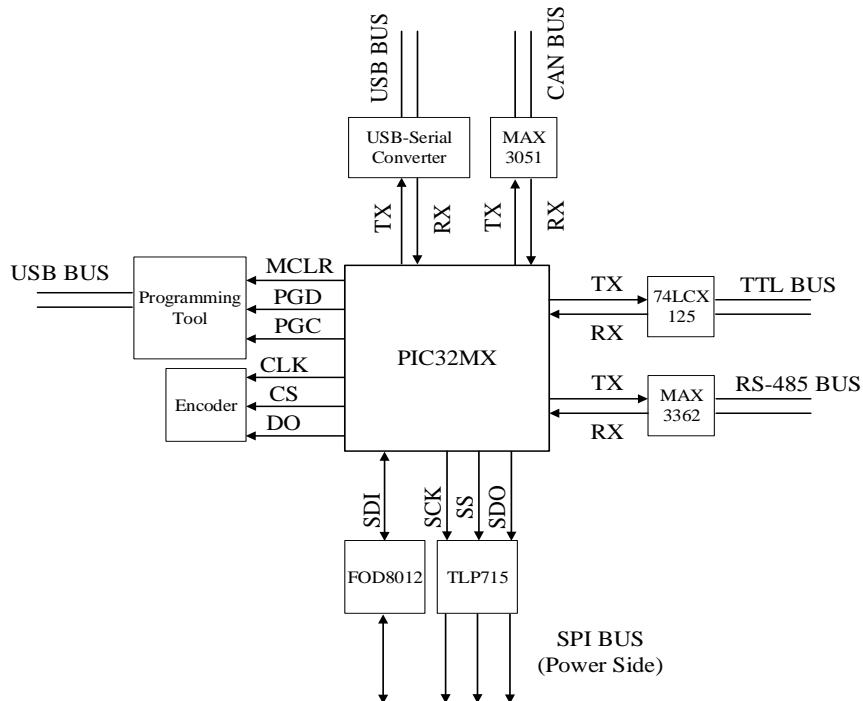 USB BUS
CAN BUS
USB-Serial
Converter
MAX
3051
TX
RX
TX
RX
USB BUS
Programming
Tool
MCLR
PGD
PGC
TX
RX
74LCX
125
TTL BUS
PIC32MX
Encoder
CLK
CS
DO
TX
RX
MAX
3362
RS-485 BUS
SDI
SCK
SS
SDO
FOD8012
TLP715
SPI BUS
(Power Side)